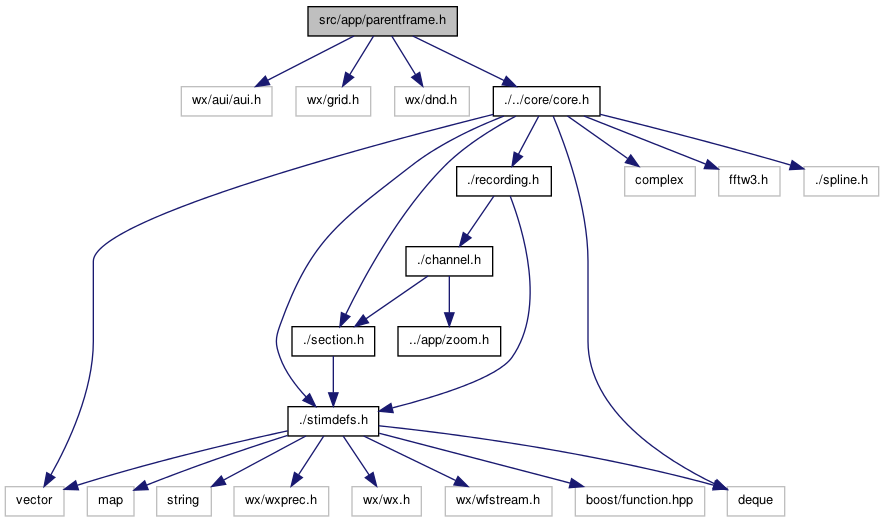 src/app/parentframe.h
wx/aui/aui.h
wx/grid.h
wx/dnd.h
./../core/core.h
./recording.h
complex
fftw3.h
./spline.h
./channel.h
./section.h
../app/zoom.h
./stimdefs.h
vector
map
string
wx/wxprec.h
wx/wx.h
wx/wfstream.h
boost/function.hpp
deque